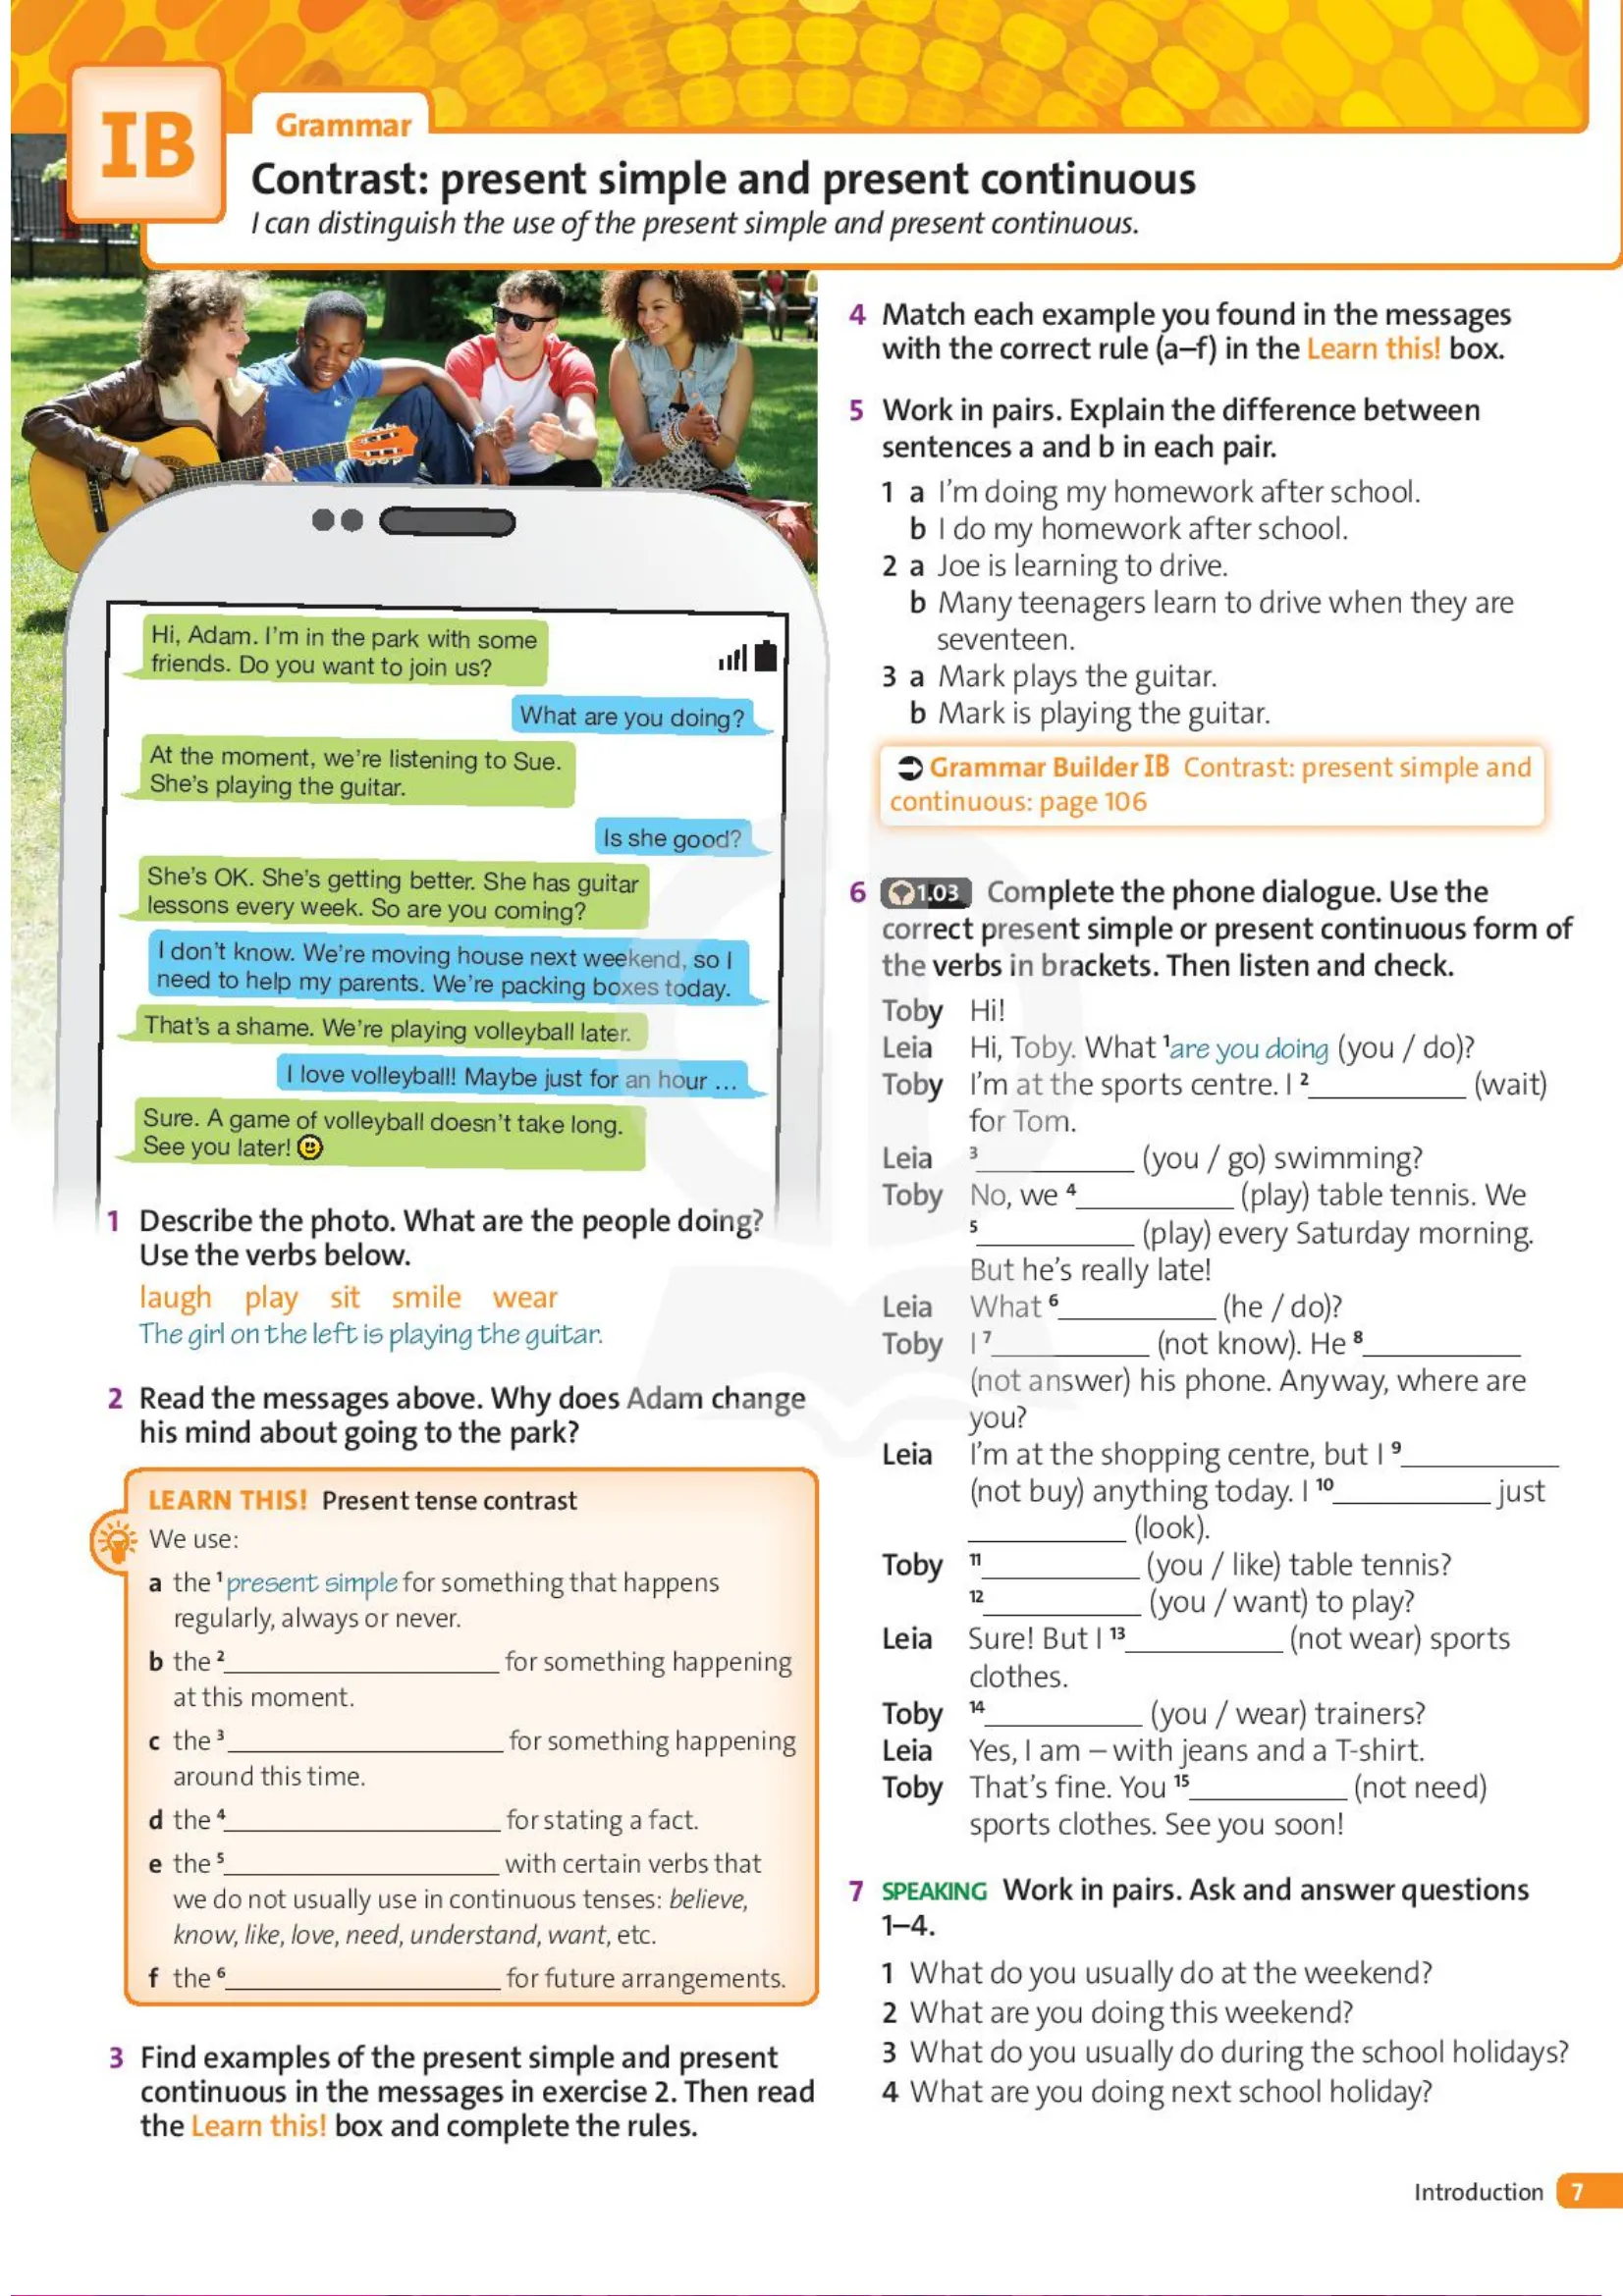 IB
Grammar
Contrast: present simple and present continuous
I can distinguish the use of the present simple and present continuous.
Hi, Adam. I'm in the park with some
friends. Do you want to join us?
What are you doing?
At the moment, we're listening to Sue.
She's playing the guitar.
Is she good?
She's OK. She's getting better. She has guitar
lessons every week. So are you coming?
I don't know. We're moving house next weekend, so I
need to help my parents. We're packing boxes today.
That's a shame. We're playing volleyball later.
I love volleyball! Maybe just for an hour ...
Sure. A game of volleyball doesn't take long.
See you later!
1 Describe the photo. What are the people doing?
Use the verbs below.
laugh play sit smile wear
The girl on the left is playing the guitar.
2 Read the messages above. Why does Adam change
his mind about going to the park?
LEARN THIS! Present tense contrast
We use:
a the 1 present simple for something that happens
regularly, always or never.
b the 2____________ for something happening
at this moment.
c the 3____________ for something happening
around this time.
d the 4____________ for stating a fact.
e the 5____________ with certain verbs that
we do not usually use in continuous tenses: believe,
know, like, love, need, understand, want, etc.
f the 6____________ for future arrangements.
3 Find examples of the present simple and present
continuous in the messages in exercise 2. Then read
the Learn this! box and complete the rules.
4 Match each example you found in the messages
with the correct rule (a–f) in the Learn this! box.
5 Work in pairs. Explain the difference between
sentences a and b in each pair.
1 a I'm doing my homework after school.
b I do my homework after school.
2 a Joe is learning to drive.
b Many teenagers learn to drive when they are
seventeen.
3 a Mark plays the guitar.
b Mark is playing the guitar.
Grammar Builder IB Contrast: present simple and
continuous: page 106
6 1.03 Complete the phone dialogue. Use the
correct present simple or present continuous form of
the verbs in brackets. Then listen and check.
Toby Hi!
Leia Hi, Toby. What 1 are you doing (you / do)?
Toby I'm at the sports centre. I 2____________ (wait)
for Tom.
Leia 3____________ (you / go) swimming?
Toby No, we 4____________ (play) table tennis. We
5____________ (play) every Saturday morning.
But he's really late!
Leia What 6____________ (he / do)?
Toby I 7____________ (not know). He 8____________
(not answer) his phone. Anyway, where are
you?
Leia I'm at the shopping centre, but I 9____________
(not buy) anything today. I 10____________ just
____________ (look).
Toby 11____________ (you / like) table tennis?
12____________ (you / want) to play?
Leia Sure! But I 13____________ (not wear) sports
clothes.
Toby 14____________ (you / wear) trainers?
Leia Yes, I am – with jeans and a T-shirt.
Toby That's fine. You 15____________ (not need)
sports clothes. See you soon!
7 SPEAKING Work in pairs. Ask and answer questions
1–4.
1 What do you usually do at the weekend?
2 What are you doing this weekend?
3 What do you usually do during the school holidays?
4 What are you doing next school holiday?
Introduction 7